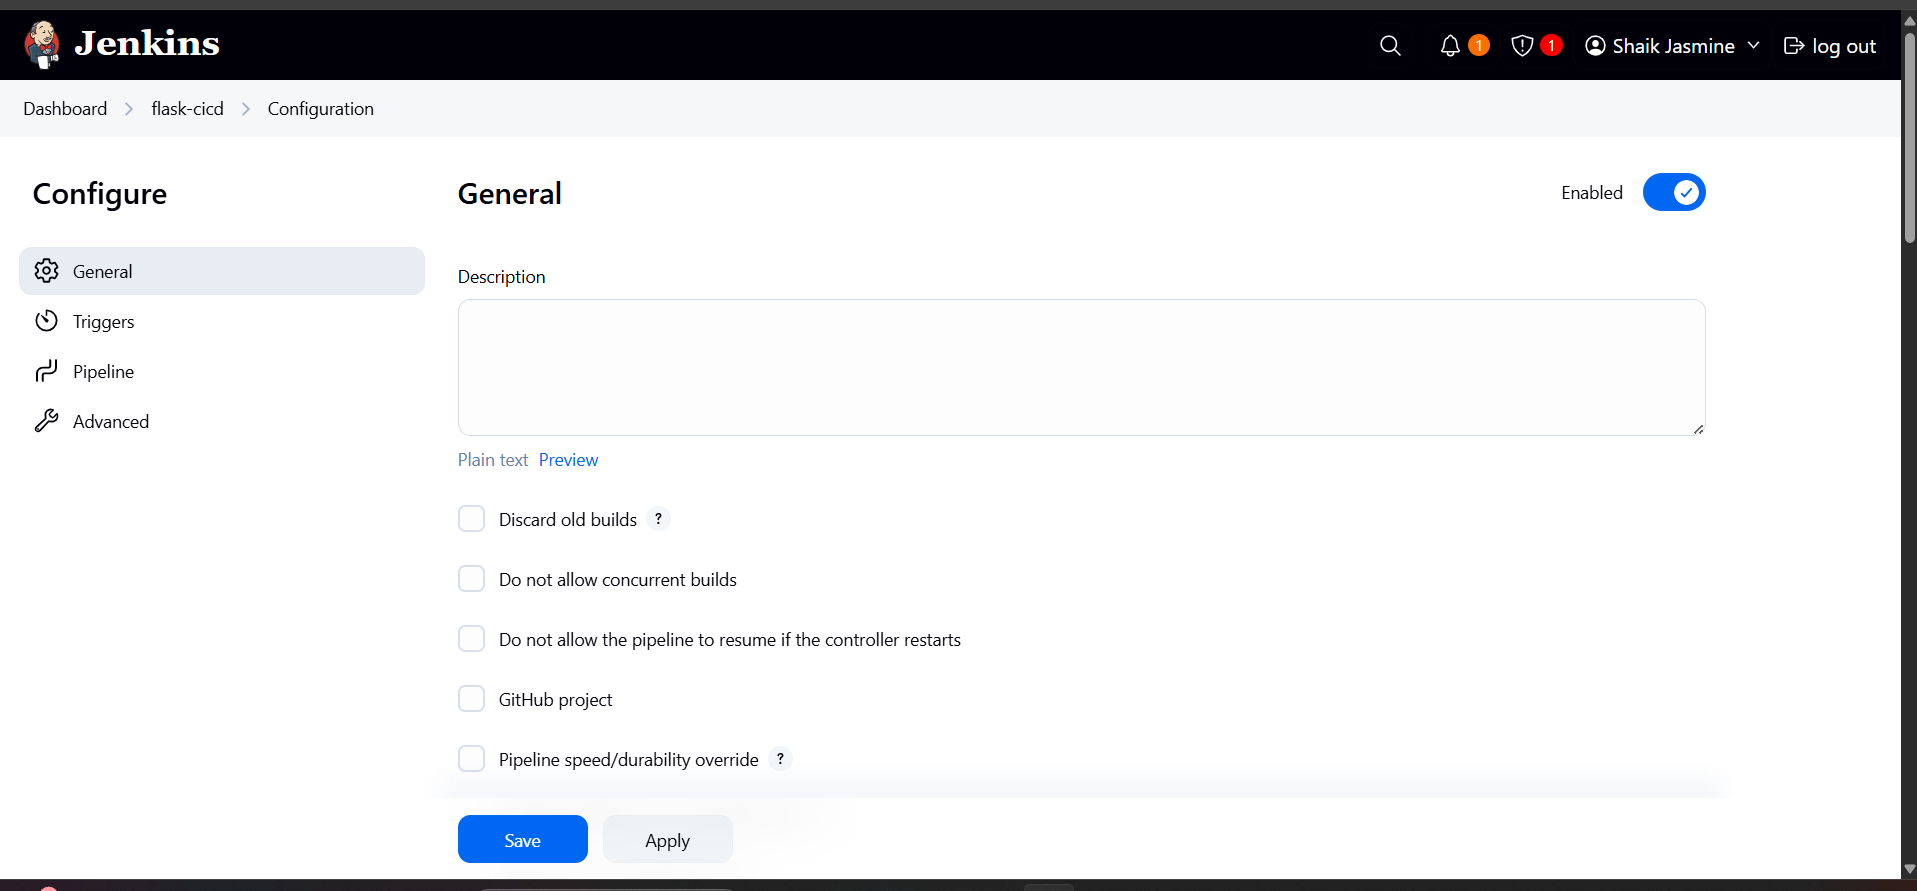 Jenkins
1
1
Shaik Jasmine
log out
Dashboard
flask-cicd
Configuration
Configure
General
Triggers
Pipeline
Advanced
General
Enabled
Description
Plain text Preview
Discard old builds ?
Do not allow concurrent builds
Do not allow the pipeline to resume if the controller restarts
GitHub project
Pipeline speed/durability override ?
Save
Apply